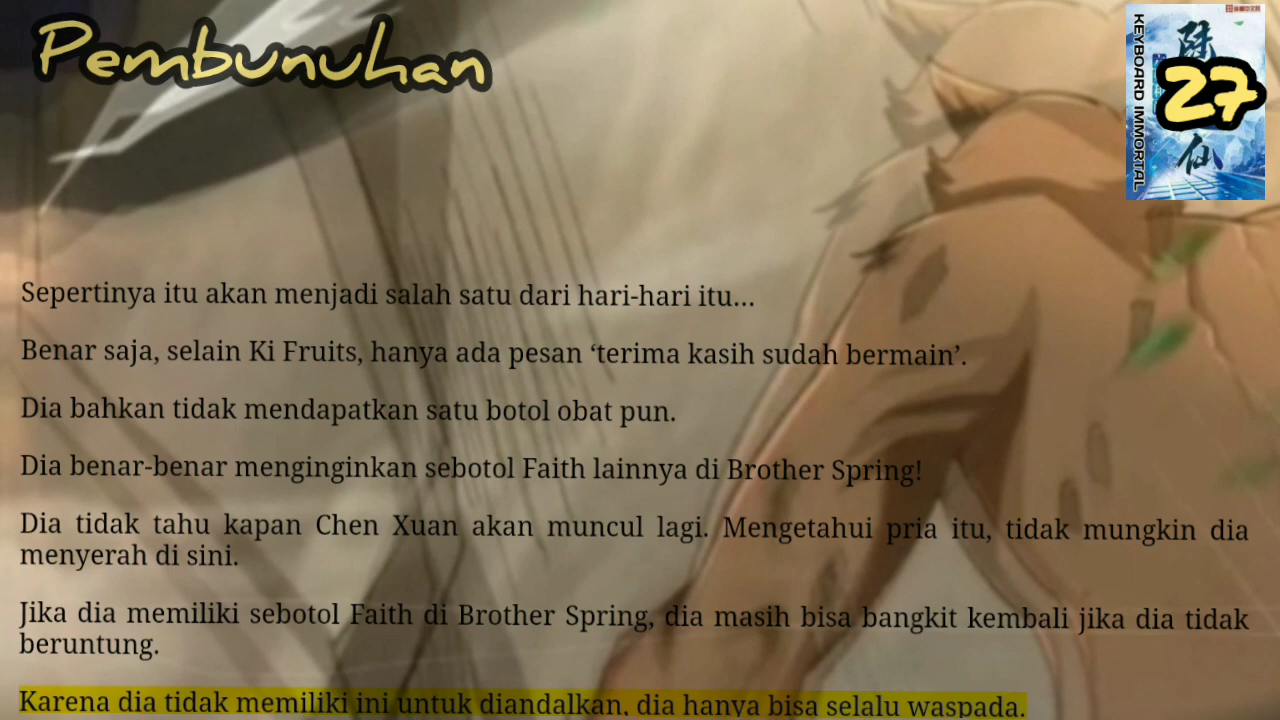 Pembunuhan
KEYBOARD IMMORTAL
27
仙
Sepertinya itu akan menjadi salah satu dari hari-hari itu…
Benar saja, selain Ki Fruits, hanya ada pesan ‘terima kasih sudah bermain’.
Dia bahkan tidak mendapatkan satu botol obat pun.
Dia benar-benar menginginkan sebotol Faith lainnya di Brother Spring!
Dia tidak tahu kapan Chen Xuan akan muncul lagi. Mengetahui pria itu, tidak mungkin dia
menyerah di sini.
Jika dia memiliki sebotol Faith di Brother Spring, dia masih bisa bangkit kembali jika dia tidak
beruntung.
Karena dia tidak memiliki ini untuk diandalkan, dia hanya bisa selalu waspada.